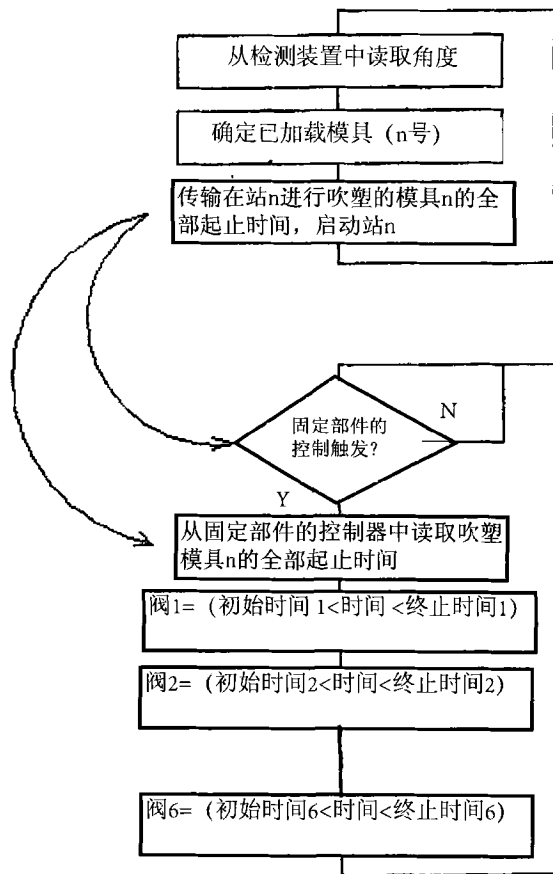 从检测装置中读取角度
确定已加载模具 (n号)
传输在站n进行吹塑的模具n的全
部起止时间, 启动站n
固定部件的
控制触发?
N
Y
从固定部件的控制器中读取吹塑
模具n的全部起止时间
阀1= (初始时间1<时间<终止时间1)
阀2= (初始时间2<时间<终止时间2)
阀6= (初始时间6<时间<终止时间6)